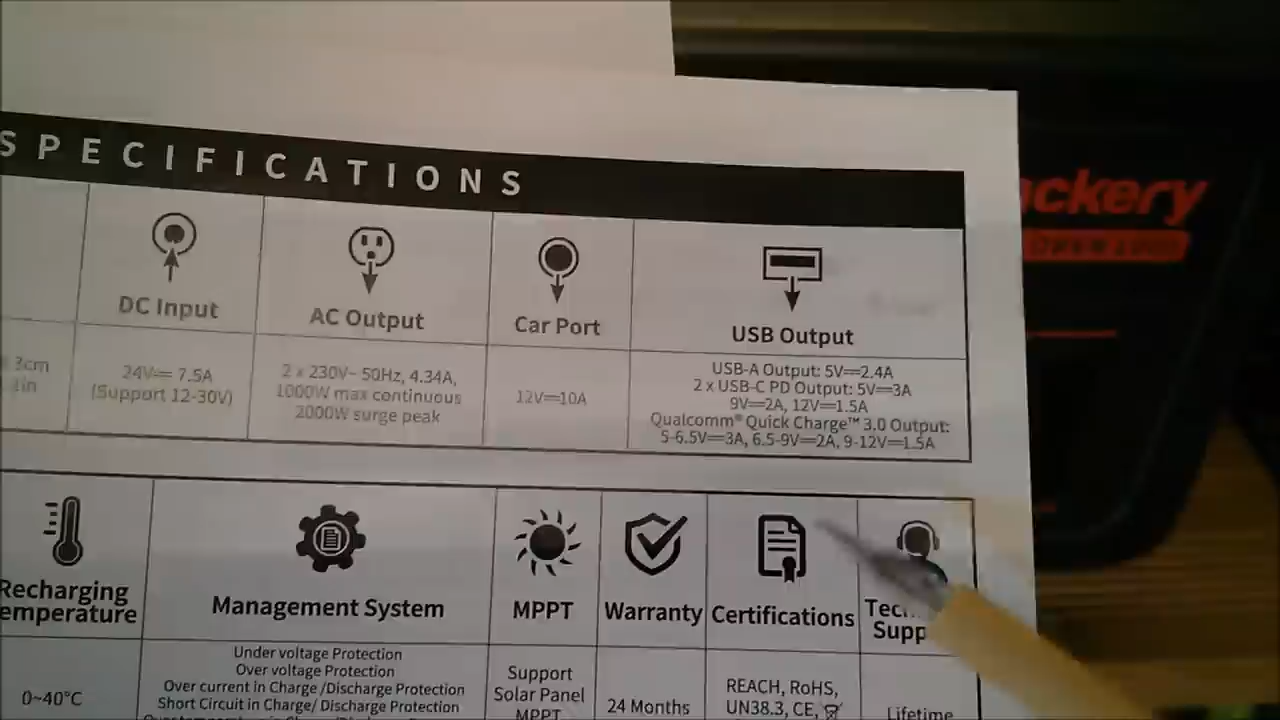 SPECIFICATIONS
DC Input
AC Output
Car Port
USB Output
3cm
in
24V⎓ 7.5A
(Support 12-30V)
2 x 230V~ 50Hz, 4.34A,
1000W max continuous
2000W surge peak
12V⎓10A
USB-A Output: 5V⎓2.4A
2 x USB-C PD Output: 5V⎓3A
9V⎓2A, 12V⎓1.5A
Qualcomm® Quick Charge™ 3.0 Output:
5-6.5V⎓3A, 6.5-9V⎓2A, 9-12V⎓1.5A
Recharging
emperature
Management System
MPPT
Warranty
Certifications
Supp
0~40°C
Under voltage Protection
Over voltage Protection
Over current in Charge /Discharge Protection
Short Circuit in Charge/ Discharge Protection
Support
Solar Panel
MPPT
24 Months
REACH, RoHS,
UN38.3, CE,
Lifetime
ackery